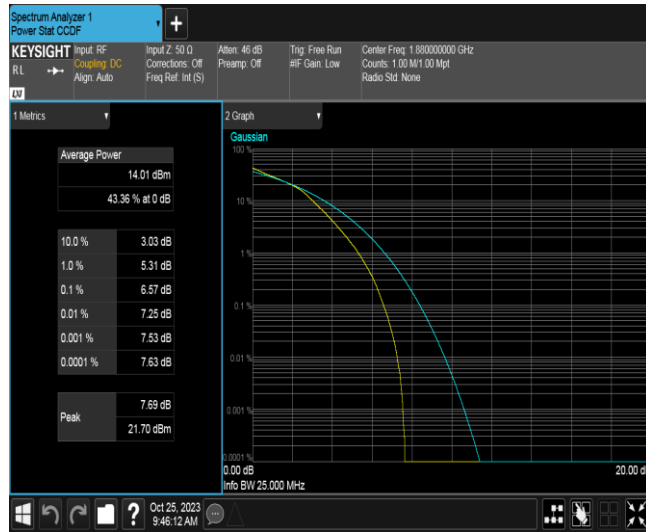 Spectrum Analyzer 1
Power Stat CCDF
KEYSIGHT
Input: RF
Coupling: DC
Align: Auto
Input Z: 50 Ω
Corrections: Off
Freq Ref: Int (S)
Atten: 46 dB
Preamp: Off
Trig: Free Run
#IF Gain: Low
Center Freq: 1.880000000 GHz
Counts: 1.00 M/1.00 Mpt
Radio Std: None
R L
LXI
1 Metrics
Average Power
14.01 dBm
43.36 % at 0 dB
10.0 % 3.03 dB
1.0 % 5.31 dB
0.1 % 6.57 dB
0.01 % 7.25 dB
0.001 % 7.53 dB
0.0001 % 7.63 dB
Peak
7.69 dB
21.70 dBm
2 Graph
Gaussian
100 %
10 %
1 %
0.1 %
0.01 %
0.001 %
0.0001 %
0.00 dB
20.00 d
Info BW 25.000 MHz
?
Oct 25, 2023
9:46:12 AM